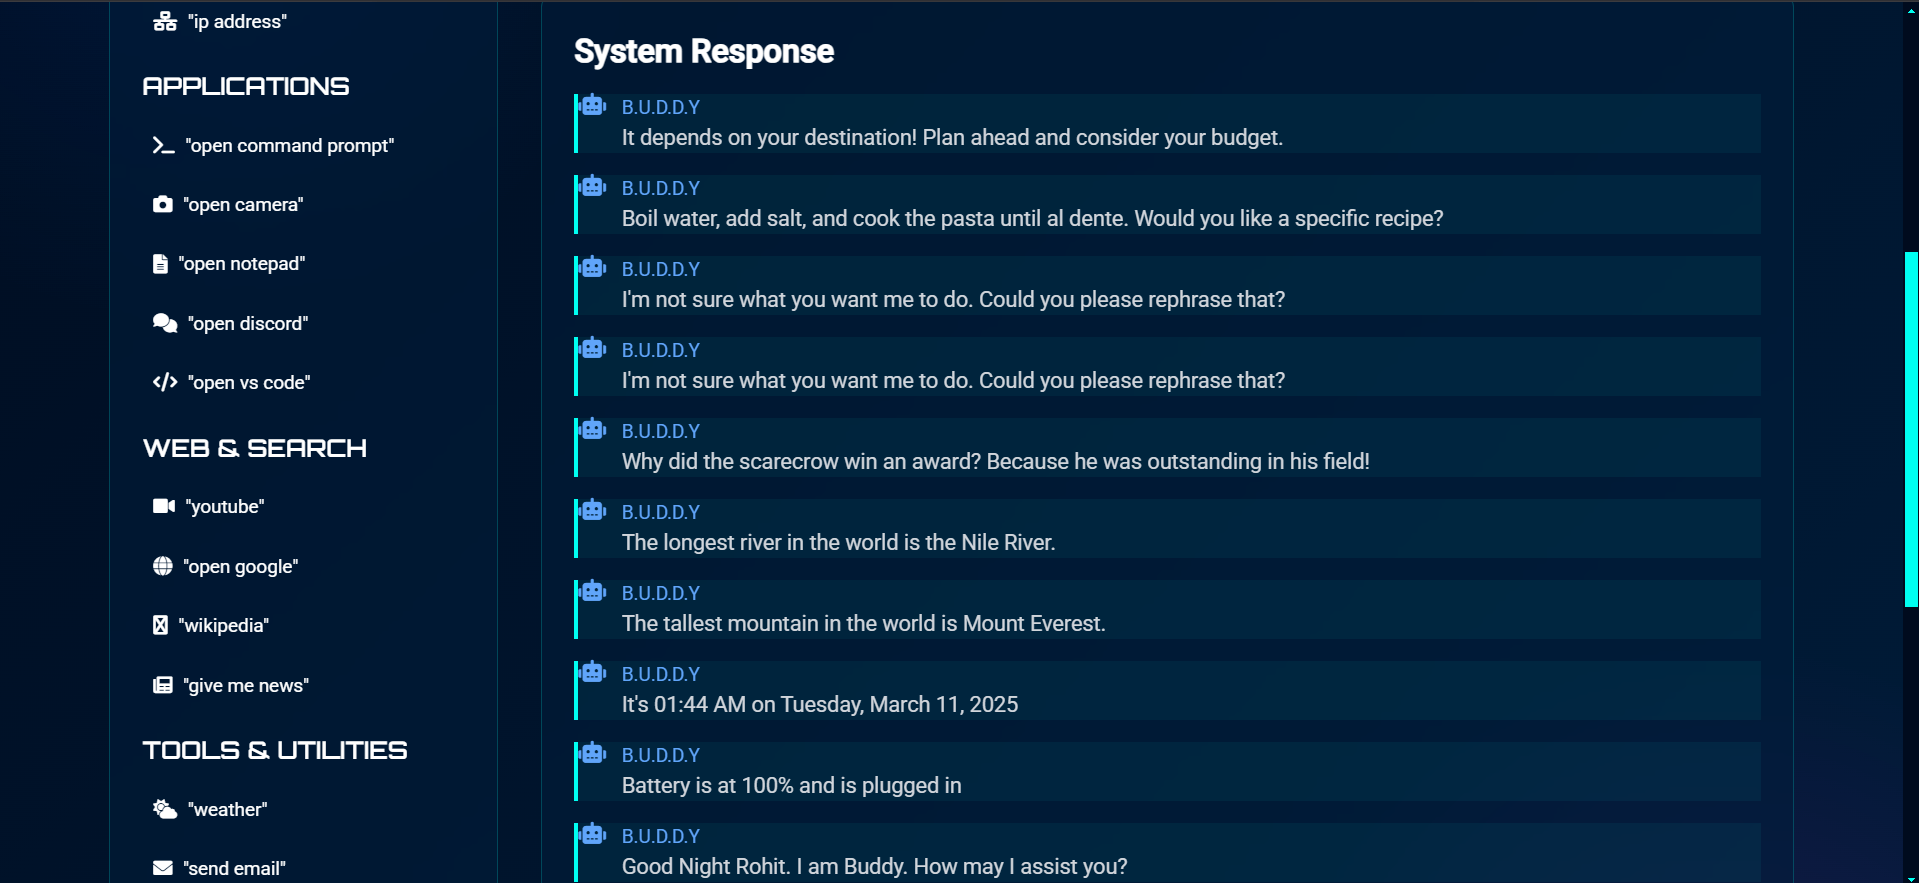 "ip address"
APPLICATIONS
"open command prompt"
"open camera"
"open notepad"
"open discord"
"open vs code"
WEB & SEARCH
"youtube"
"open google"
"wikipedia"
"give me news"
TOOLS & UTILITIES
"weather"
"send email"
System Response
B.U.D.D.Y
It depends on your destination! Plan ahead and consider your budget.
B.U.D.D.Y
Boil water, add salt, and cook the pasta until al dente. Would you like a specific recipe?
B.U.D.D.Y
I'm not sure what you want me to do. Could you please rephrase that?
B.U.D.D.Y
I'm not sure what you want me to do. Could you please rephrase that?
B.U.D.D.Y
Why did the scarecrow win an award? Because he was outstanding in his field!
B.U.D.D.Y
The longest river in the world is the Nile River.
B.U.D.D.Y
The tallest mountain in the world is Mount Everest.
B.U.D.D.Y
It's 01:44 AM on Tuesday, March 11, 2025
B.U.D.D.Y
Battery is at 100% and is plugged in
B.U.D.D.Y
Good Night Rohit. I am Buddy. How may I assist you?